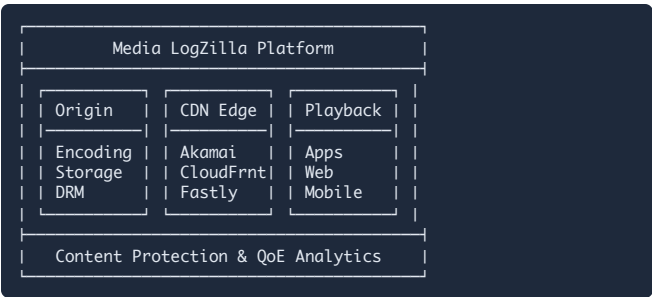 Media LogZilla Platform
Origin CDN Edge Playback
Encoding Akamai Apps
Storage CloudFrnt Web
DRM Fastly Mobile
Content Protection & QoE Analytics